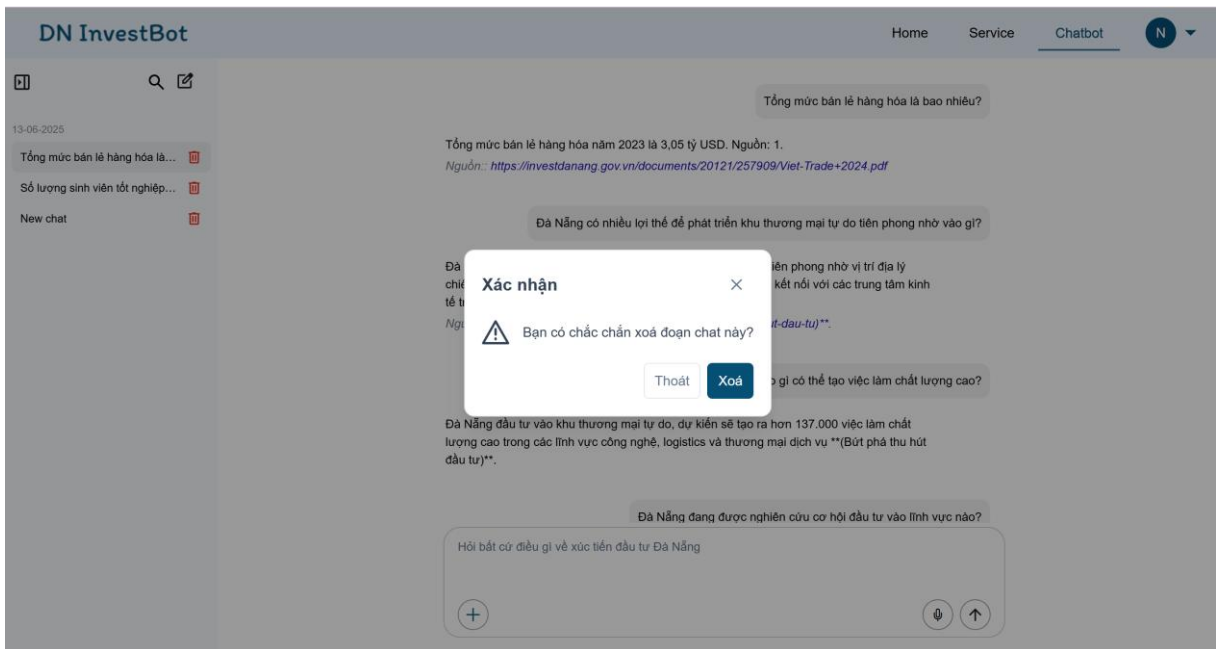 DN InvestBot
Home
Service
Chatbot
N
13-06-2025
Tổng mức bán lẻ hàng hóa là...
Số lượng sinh viên tốt nghiệp...
New chat
Tổng mức bán lẻ hàng hóa là bao nhiêu?
Tổng mức bán lẻ hàng hóa năm 2023 là 3,05 tỷ USD. Nguồn: 1.
Nguồn:: https://investdanang.gov.vn/documents/20121/257909/Viet-Trade+2024.pdf
Đà Nẵng có nhiều lợi thế để phát triển khu thương mại tự do tiên phong nhờ vào gì?
Đà iên phong nhờ vị trí địa lý
kết nối với các trung tâm kinh
tế
-dau-tu)**.
Xác nhận
Bạn có chắc chắn xoá đoạn chat này?
Thoát
Xoá
gì có thể tạo việc làm chất lượng cao?
Đà Nẵng đầu tư vào khu thương mại tự do, dự kiến sẽ tạo ra hơn 137.000 việc làm chất
lượng cao trong các lĩnh vực công nghệ, logistics và thương mại dịch vụ **(Bứt phá thu hút
đầu tư)**.
Đà Nẵng đang được nghiên cứu cơ hội đầu tư vào lĩnh vực nào?
Hỏi bất cứ điều gì về xúc tiến đầu tư Đà Nẵng